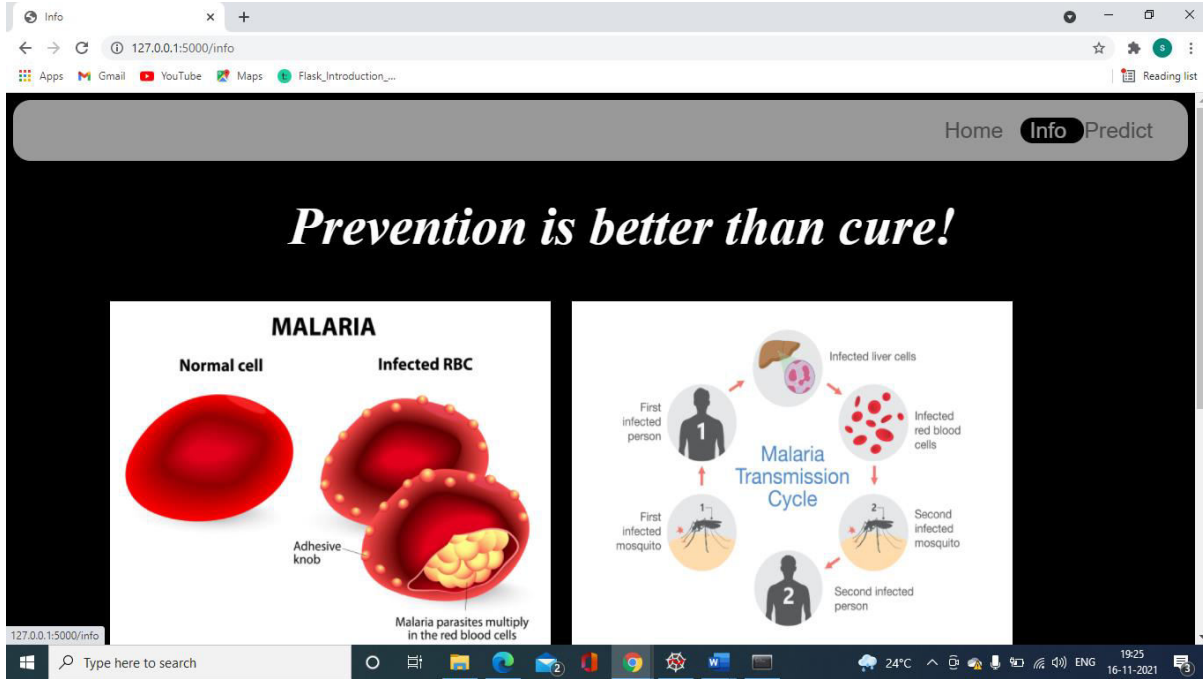 Info
127.0.0.1:5000/info
Apps Gmail YouTube Maps Flask_Introduction_... Reading list
Home Info Predict
Prevention is better than cure!
MALARIA
Normal cell
Infected RBC
Adhesive
knob
Malaria parasites multiply
in the red blood cells
Malaria
Transmission
Cycle
Infected liver cells
Infected
red blood
cells
Second
infected
mosquito
Second infected
person
First
infected
mosquito
First
infected
person
1
1
2
2
127.0.0.1:5000/info
Type here to search
24°C ENG
19:25
16-11-2021
2
3
S
t
W